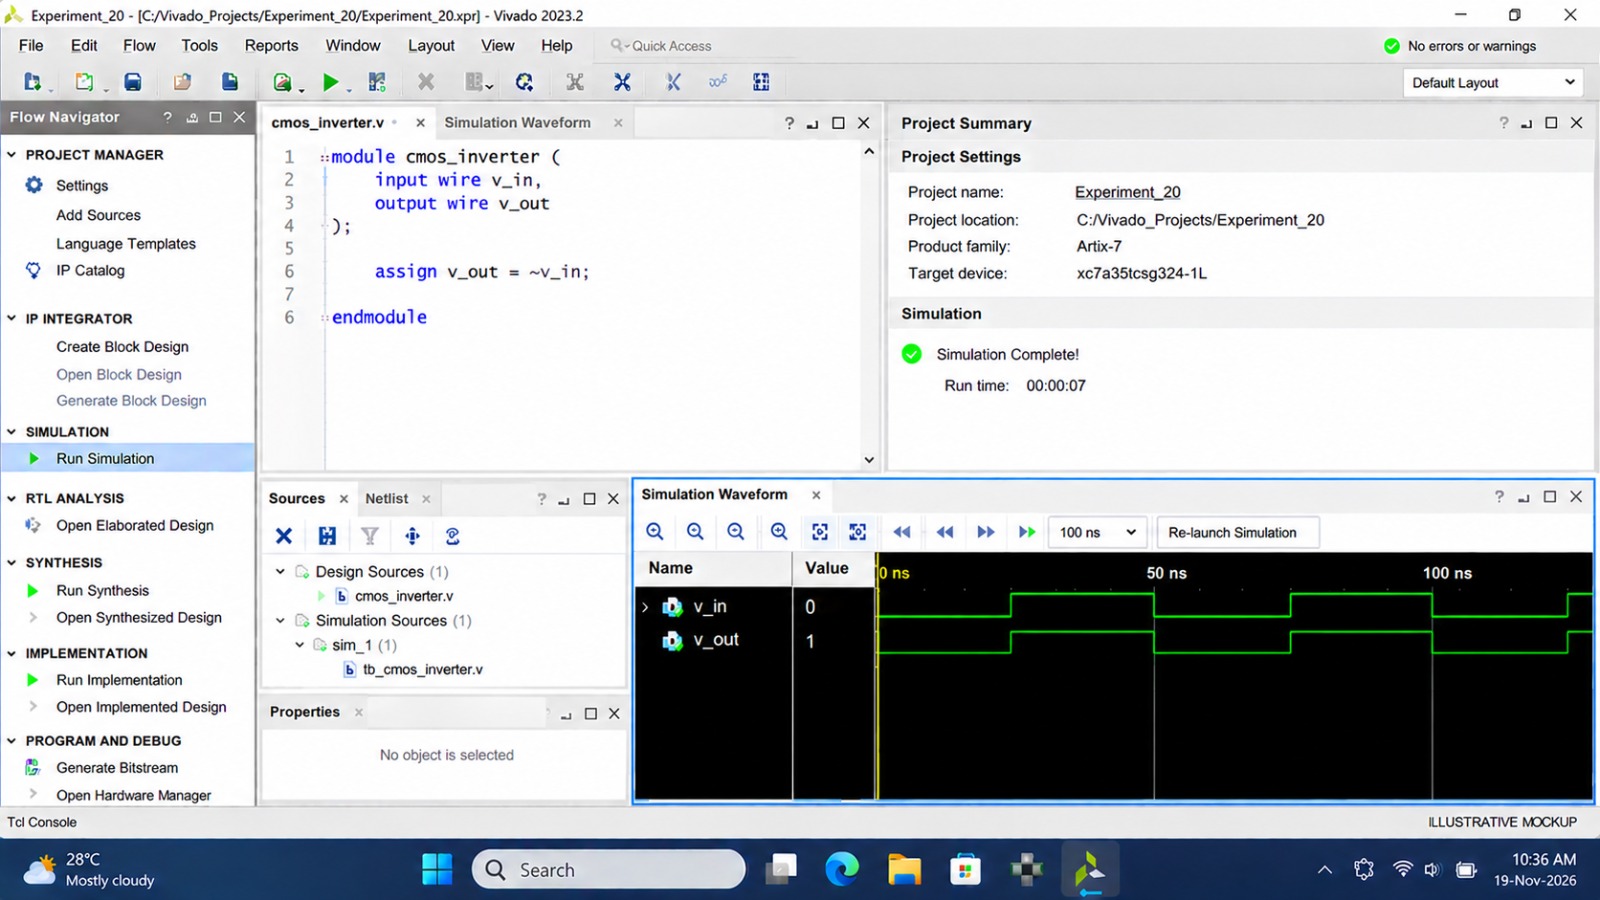 Experiment_20 - [C:/Vivado_Projects/Experiment_20/Experiment_20.xpr] - Vivado 2023.2
File Edit Flow Tools Reports Window Layout View Help Quick Access No errors or warnings
Default Layout
Flow Navigator ?
PROJECT MANAGER
Settings
Add Sources
Language Templates
IP Catalog
IP INTEGRATOR
Create Block Design
Open Block Design
Generate Block Design
SIMULATION
Run Simulation
RTL ANALYSIS
Open Elaborated Design
SYNTHESIS
Run Synthesis
Open Synthesized Design
IMPLEMENTATION
Run Implementation
Open Implemented Design
PROGRAM AND DEBUG
Generate Bitstream
Open Hardware Manager
cmos_inverter.v Simulation Waveform ?
1 module cmos_inverter (
2 input wire v_in,
3 output wire v_out
4 );
5
6 assign v_out = ~v_in;
7
6 endmodule
Project Summary ?
Project Settings
Project name: Experiment_20
Project location: C:/Vivado_Projects/Experiment_20
Product family: Artix-7
Target device: xc7a35tcsg324-1L
Simulation
Simulation Complete!
Run time: 00:00:07
Sources Netlist ?
Design Sources (1)
b cmos_inverter.v
Simulation Sources (1)
sim_1 (1)
b tb_cmos_inverter.v
Properties
No object is selected
Simulation Waveform ?
100 ns Re-launch Simulation
Name Value 0 ns 50 ns 100 ns
v_in 0
v_out 1
Tcl Console ILLUSTRATIVE MOCKUP
28°C
Mostly cloudy
Search
10:36 AM
19-Nov-2026